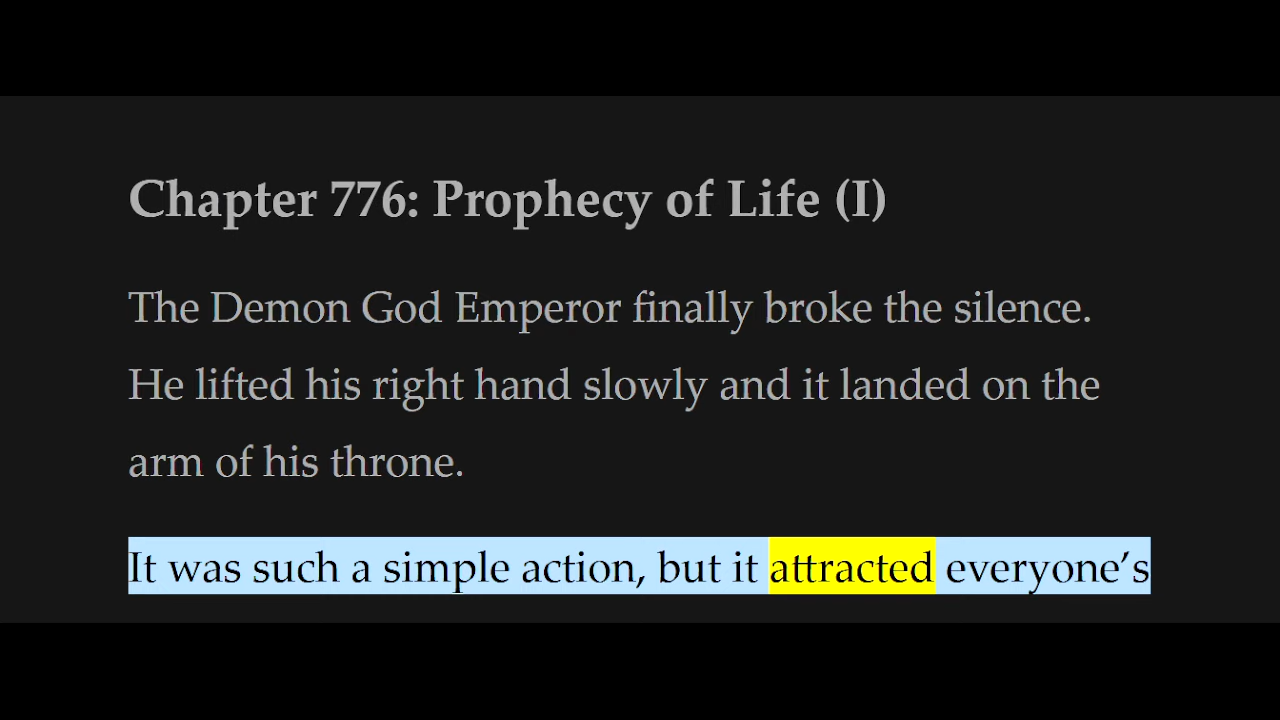 Chapter 776: Prophecy of Life (I)
The Demon God Emperor finally broke the silence.
He lifted his right hand slowly and it landed on the
arm of his throne.
It was such a simple action, but it attracted everyone’s